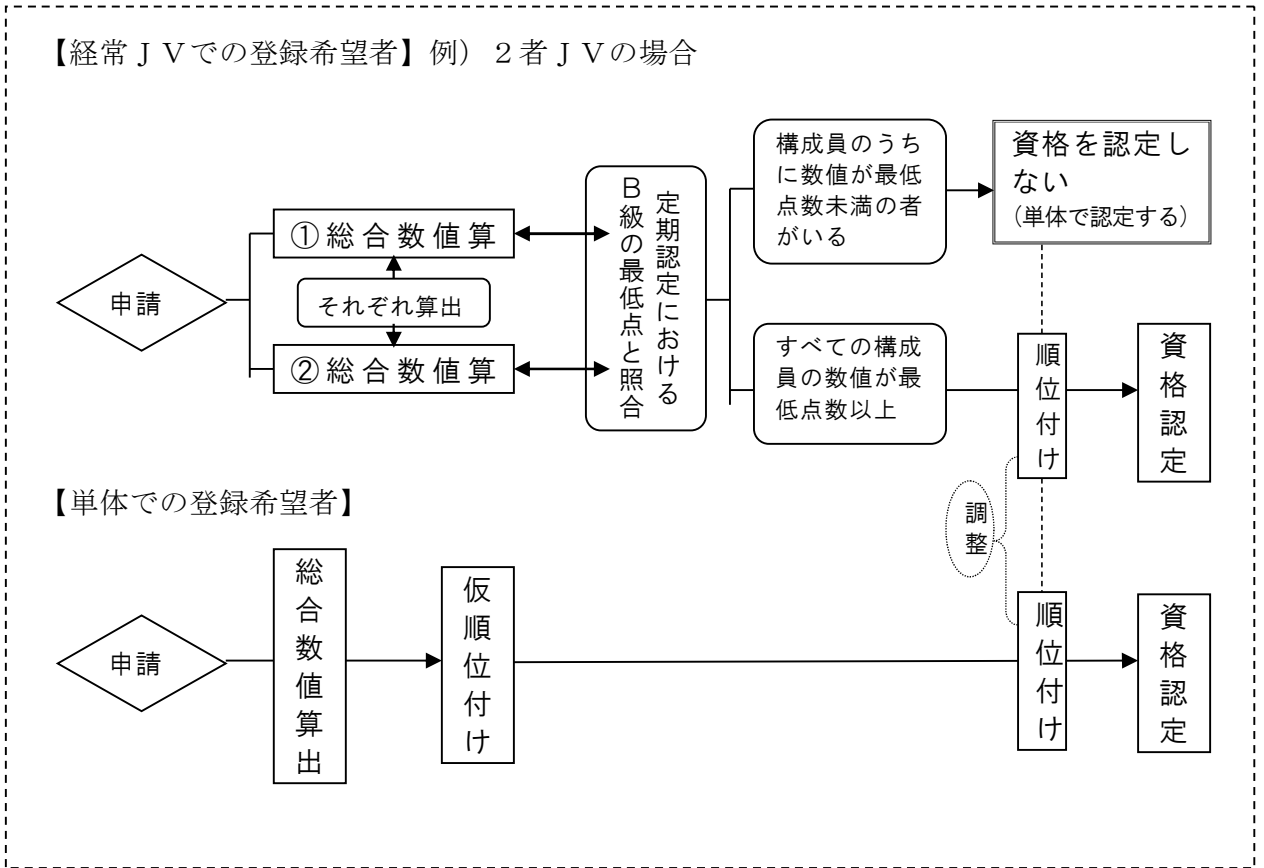 【経常ＪＶでの登録希望者】例）２者ＪＶの場合
申請
①総合数値算
それぞれ算出
②総合数値算
定期認定における
Ｂ級の最低点と照合
構成員のうち
に数値が最低
点数未満の者
がいる
資格を認定し
ない
（単体で認定する）
すべての構成
員の数値が最
低点数以上
順位付け
資格認定
調整
【単体での登録希望者】
申請
総合数値算出
仮順位付け
順位付け
資格認定